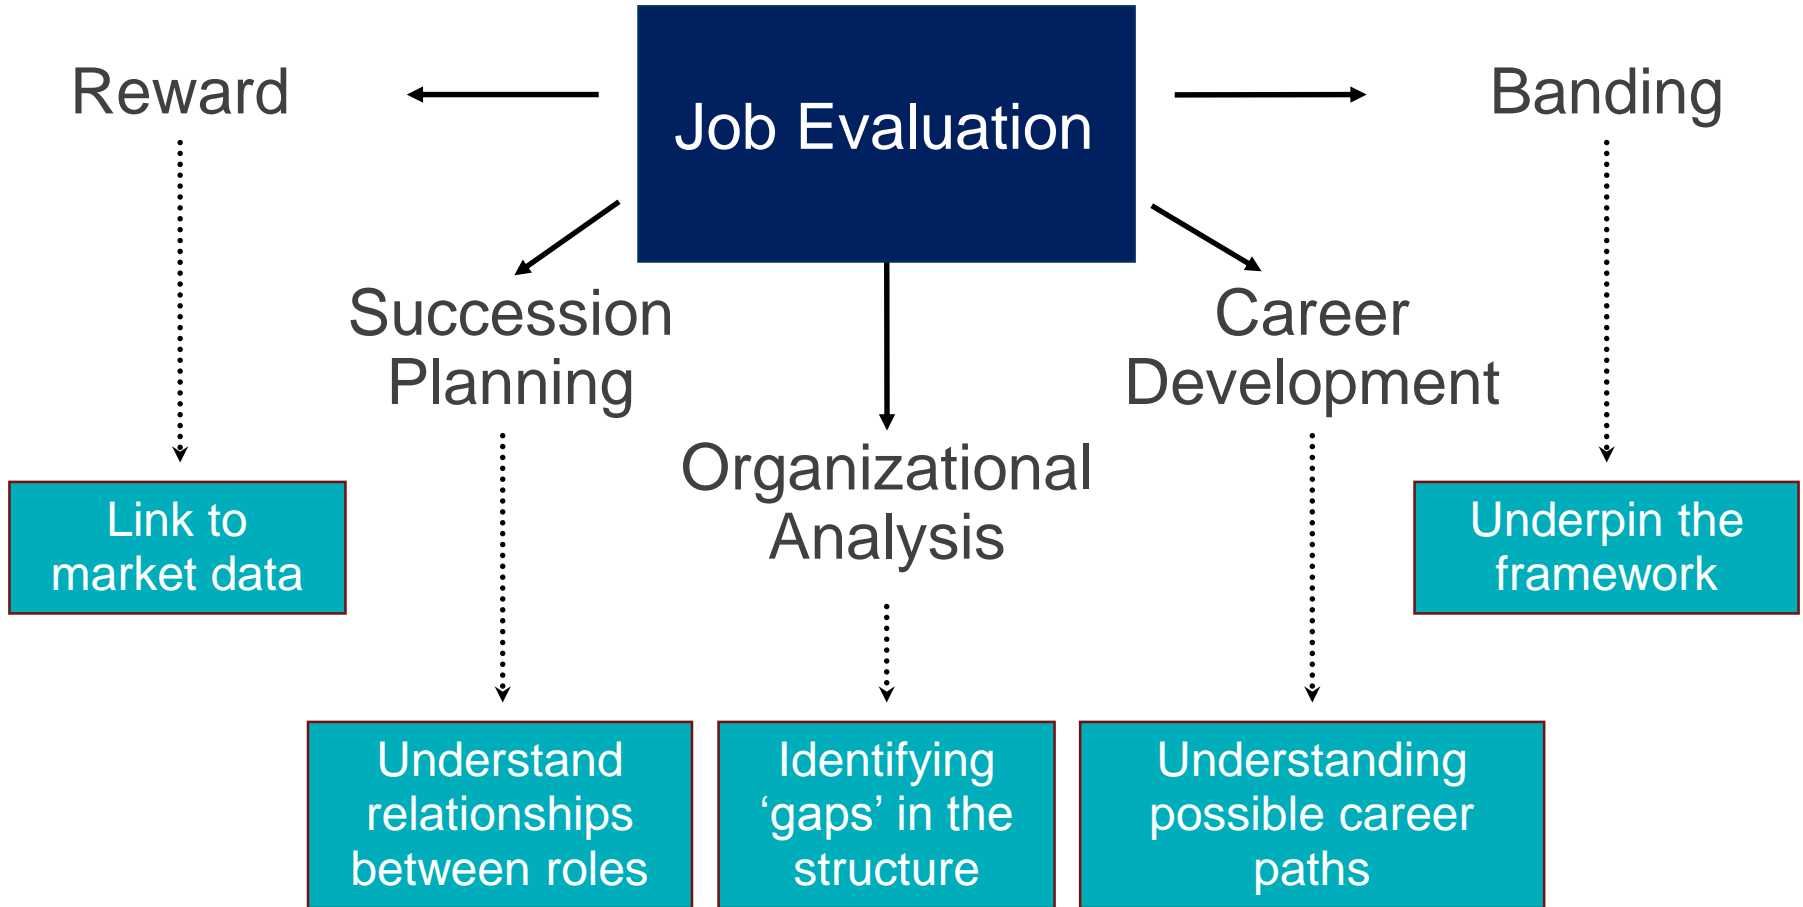 Reward
Job Evaluation
Banding
Succession
Planning
Career
Development
Organizational
Analysis
Link to
market data
Underpin the
framework
Understand
relationships
between roles
Identifying
‘gaps’ in the
structure
Understanding
possible career
paths